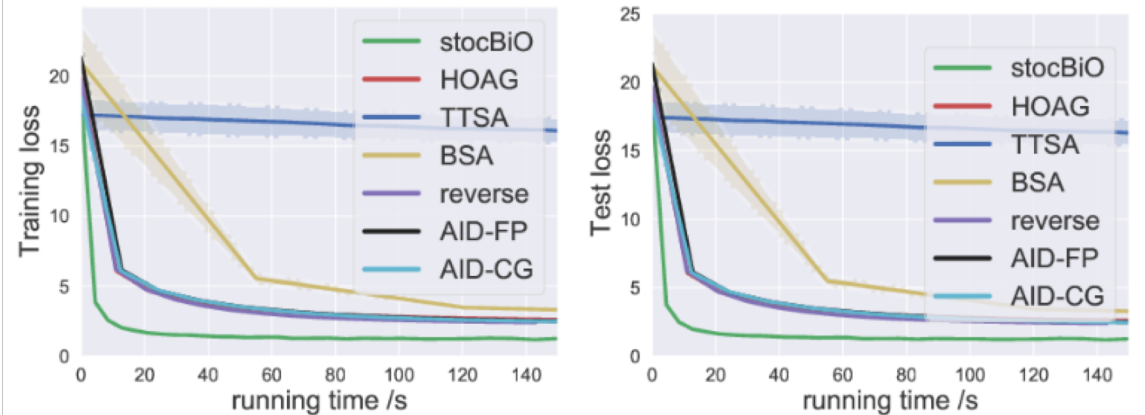 Training loss
20
15
10
5
0
0 20 40 60 80 100 120 140
running time /s
stocBiO
HOAG
TTSA
BSA
reverse
AID-FP
AID-CG
Test loss
25
20
15
10
5
0
0 20 40 60 80 100 120 140
running time /s
stocBiO
HOAG
TTSA
BSA
reverse
AID-FP
AID-CG